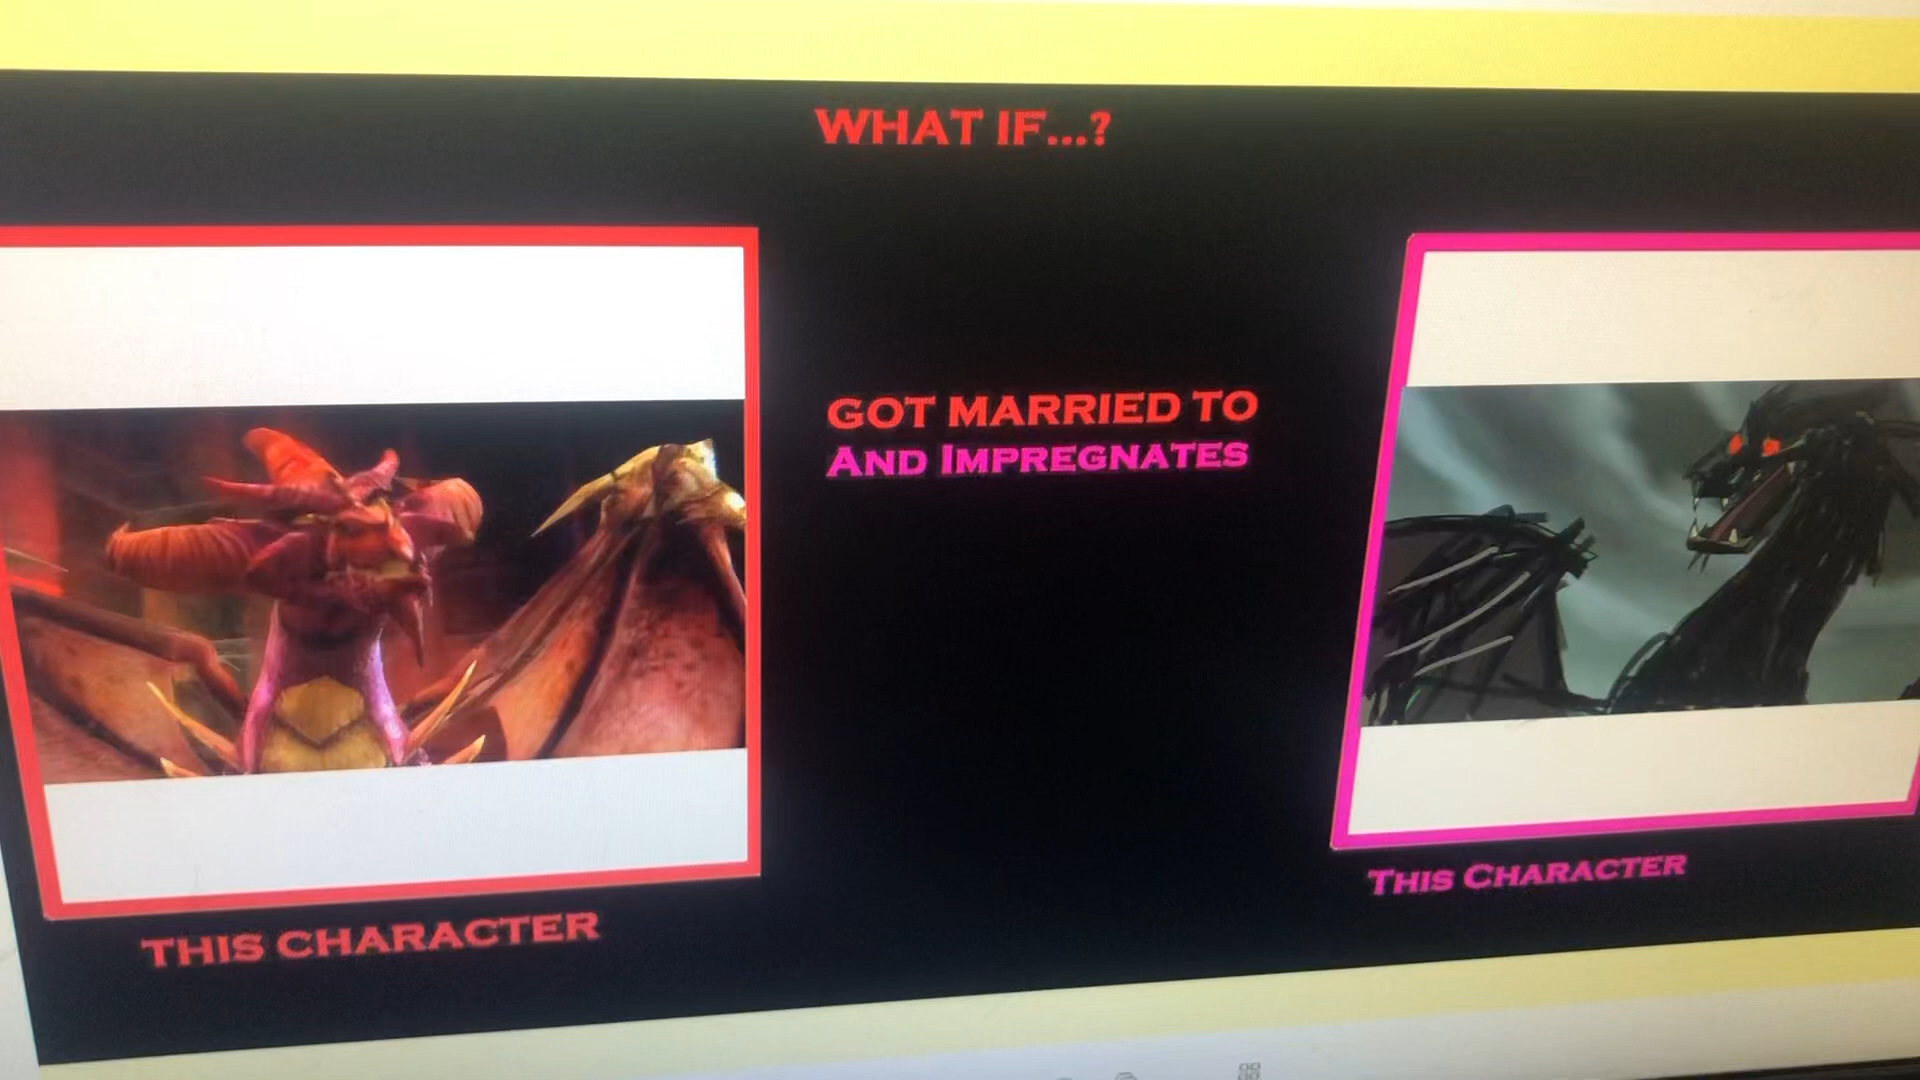 WHAT IF...?
GOT MARRIED TO
AND IMPREGNATES
THIS CHARACTER
THIS CHARACTER